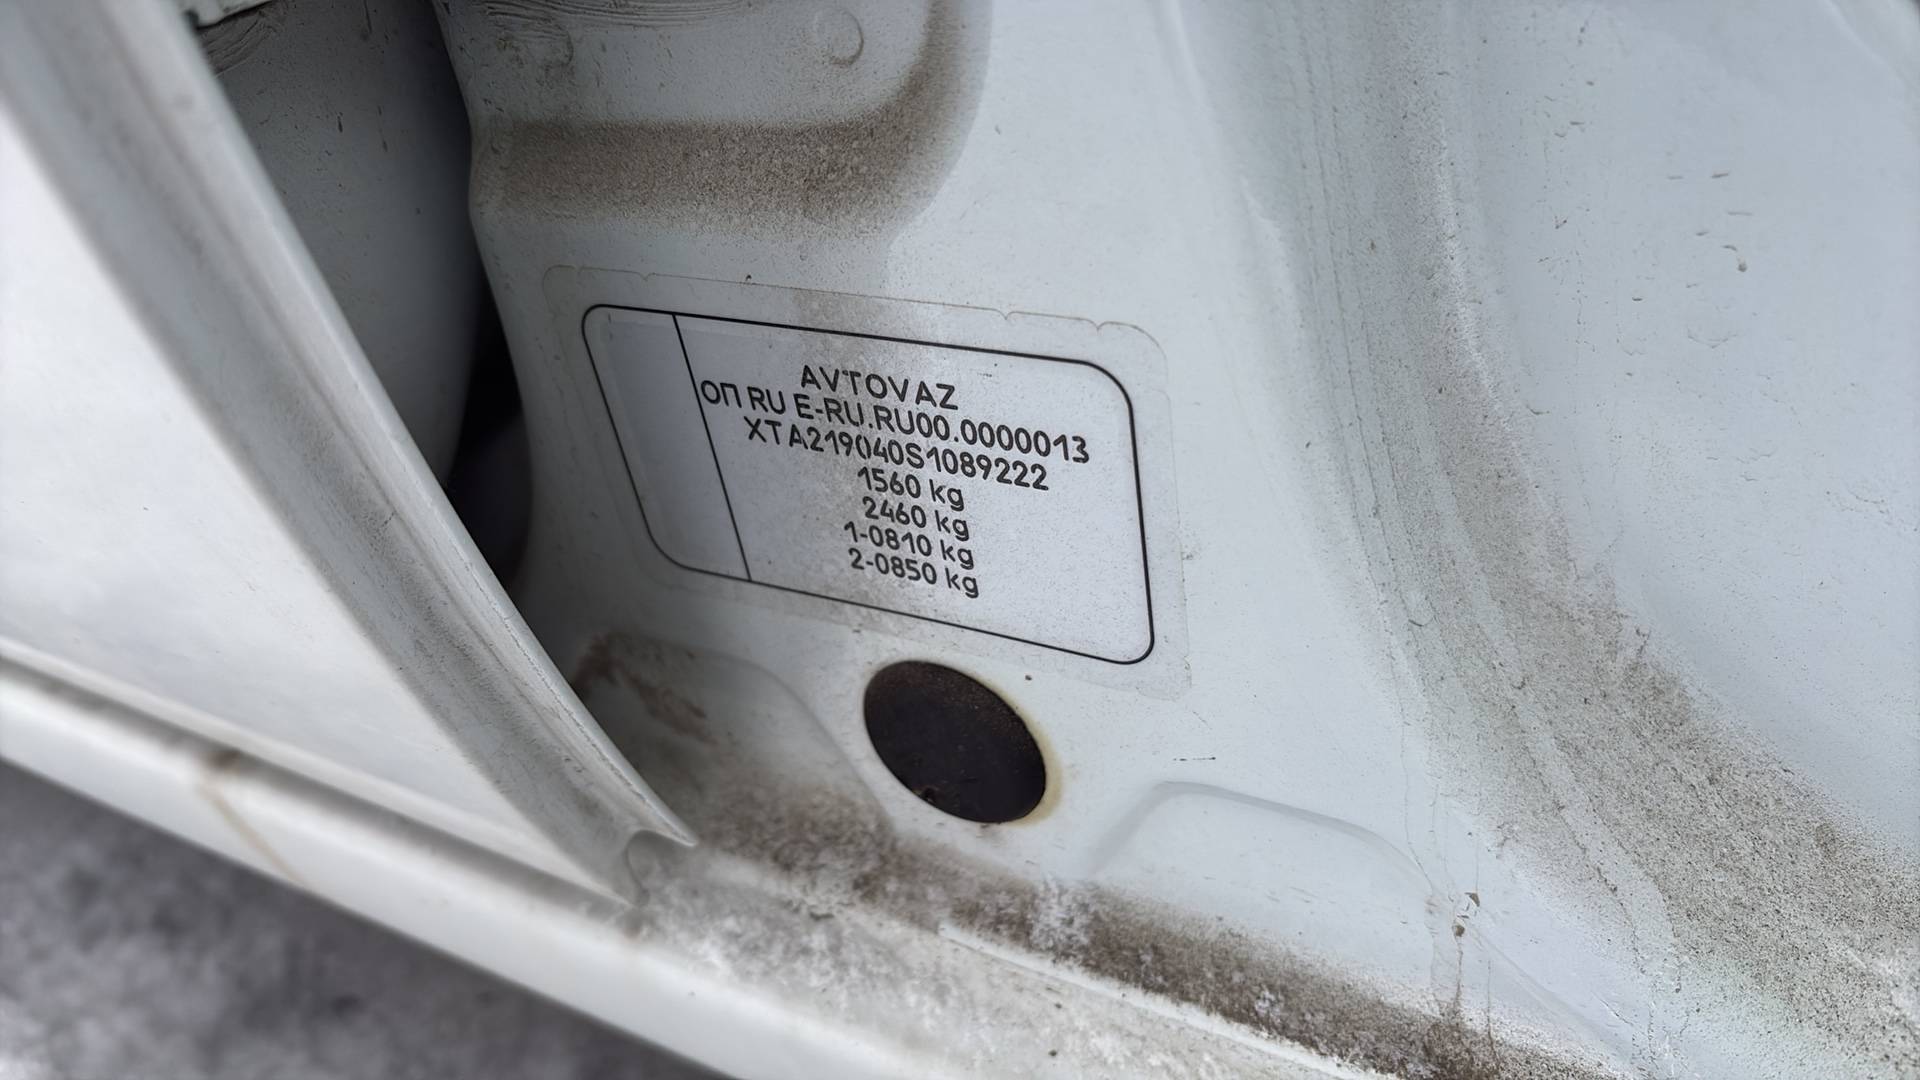 AVTOVAZ
ОП RU E-RU.RU00.0000013
XTA219040S1089222
1560 kg
2460 kg
1-0810 kg
2-0850 kg